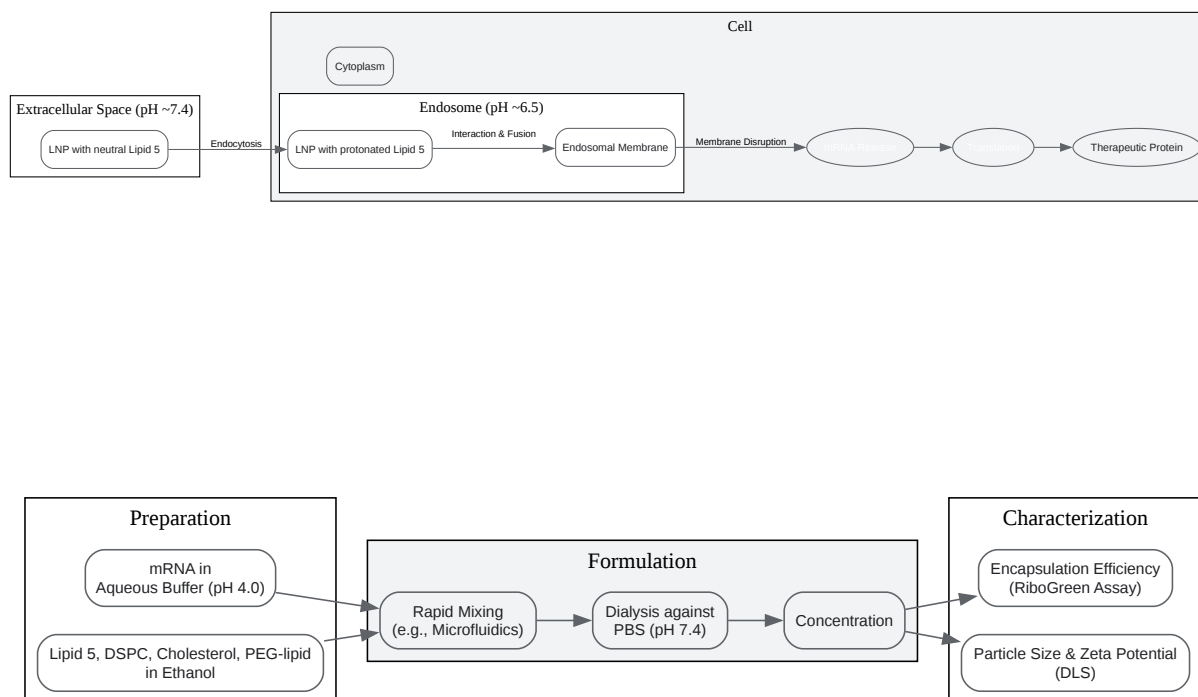 Cell
Cytoplasm
Extracellular Space (pH ~7.4)
LNP with neutral Lipid 5
Endocytosis
Endosome (pH ~6.5)
LNP with protonated Lipid 5
Interaction & Fusion
Endosomal Membrane
Membrane Disruption
mRNA Release
Translation
Therapeutic Protein
Preparation
mRNA in
Aqueous Buffer (pH 4.0)
Lipid 5, DSPC, Cholesterol, PEG-lipid
in Ethanol
Formulation
Rapid Mixing
(e.g., Microfluidics)
Dialysis against
PBS (pH 7.4)
Concentration
Characterization
Encapsulation Efficiency
(RiboGreen Assay)
Particle Size & Zeta Potential
(DLS)